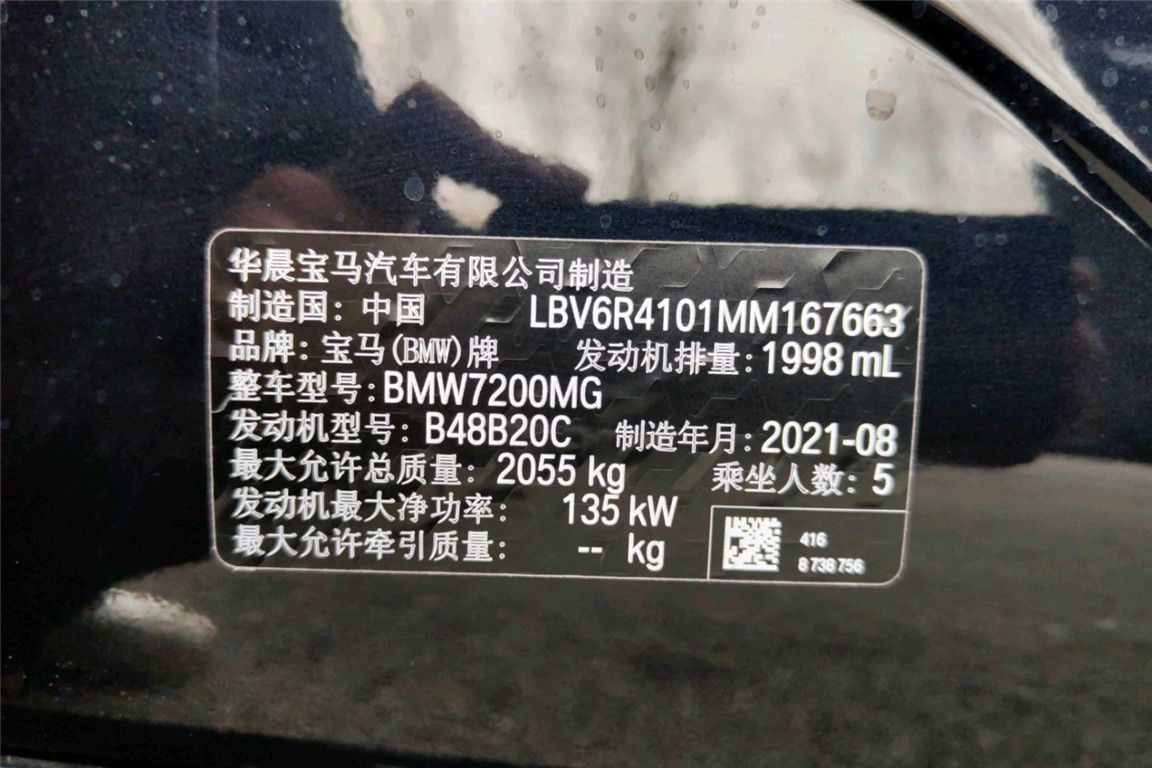 华晨宝马汽车有限公司制造
制造国：中国 LBV6R4101MM167663
品牌：宝马(BMW)牌 发动机排量：1998 mL
整车型号：BMW7200MG
发动机型号：B48B20C 制造年月：2021-08
最大允许总质量：2055 kg 乘坐人数：5
发动机最大净功率：135 kW
最大允许牵引质量：-- kg
416
8 738 756